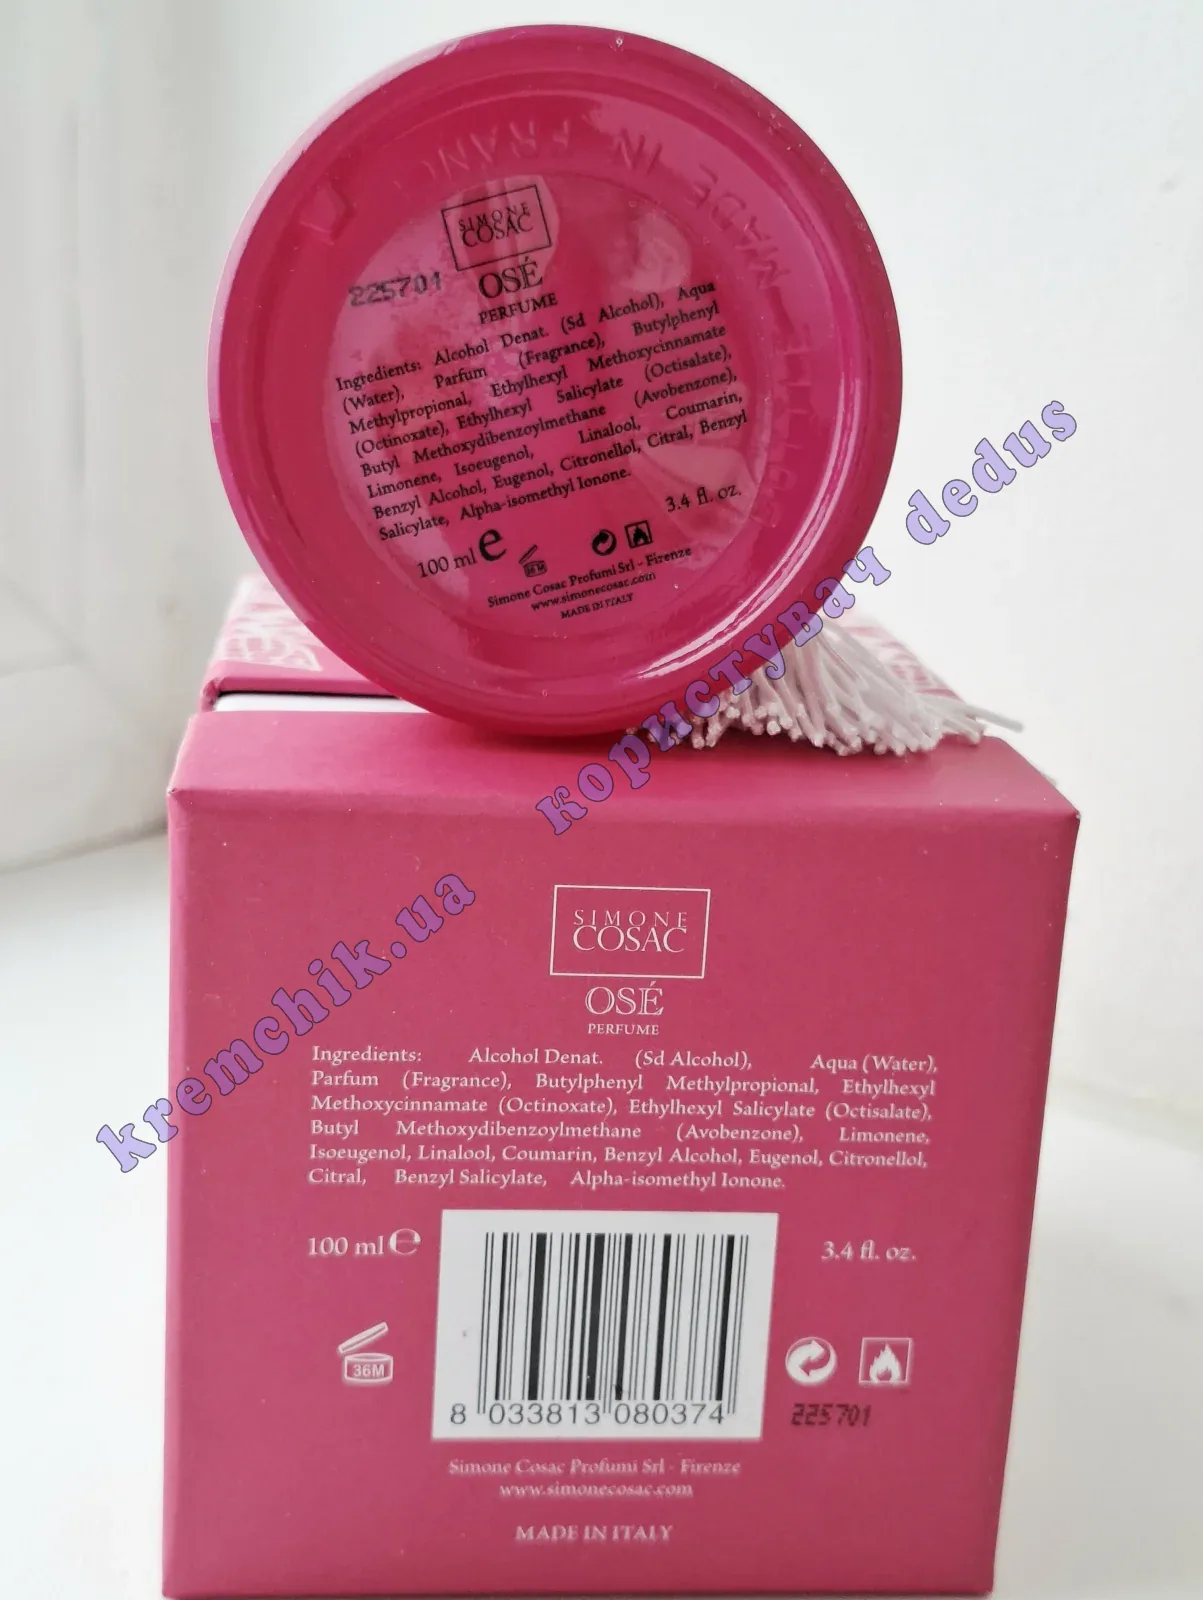 MADE IN FRANC
SIMONE
COSAC
225701
OSÉ
PERFUME
Ingredients: Alcohol Denat. (Sd Alcohol), Aqua
(Water), Parfum (Fragrance), Butylphenyl
Methylpropional, Ethylhexyl Methoxycinnamate
(Octinoxate), Ethylhexyl Salicylate (Octisalate),
Butyl Methoxydibenzoylmethane (Avobenzone),
Limonene, Isoeugenol, Linalool, Coumarin,
Benzyl Alcohol, Eugenol, Citronellol, Citral, Benzyl
Salicylate, Alpha-isomethyl Ionone.
100 ml e 36M 3.4 fl. oz.
Simone Cosac Profumi Srl - Firenze
www.simonecosac.com
MADE IN ITALY
користувач dedus
kremchik.ua
SIMONE
COSAC
OSÉ
PERFUME
Ingredients: Alcohol Denat. (Sd Alcohol), Aqua (Water),
Parfum (Fragrance), Butylphenyl Methylpropional, Ethylhexyl
Methoxycinnamate (Octinoxate), Ethylhexyl Salicylate (Octisalate),
Butyl Methoxydibenzoylmethane (Avobenzone), Limonene,
Isoeugenol, Linalool, Coumarin, Benzyl Alcohol, Eugenol, Citronellol,
Citral, Benzyl Salicylate, Alpha-isomethyl Ionone.
100 ml e 3.4 fl. oz.
36M
8 033813 080374
225701
Simone Cosac Profumi Srl - Firenze
www.simonecosac.com
MADE IN ITALY